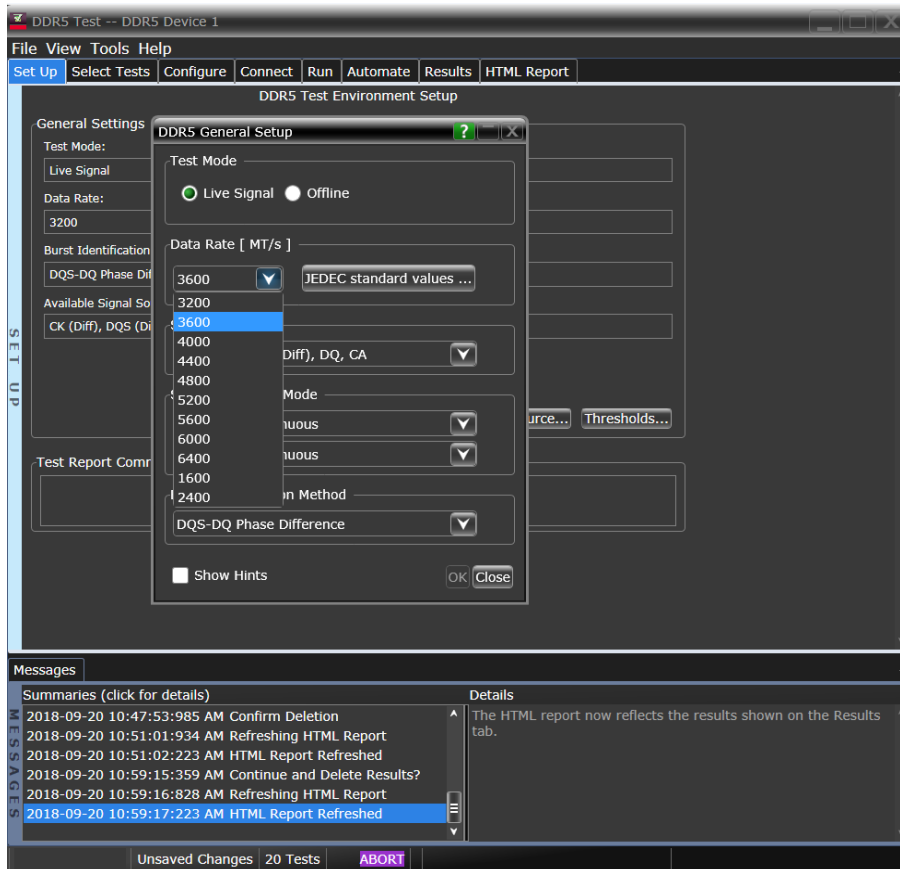 DDR5 Test -- DDR5 Device 1
File View Tools Help
Set Up Select Tests Configure Connect Run Automate Results HTML Report
DDR5 Test Environment Setup
General Settings
Test Mode:
Live Signal
Data Rate:
3200
Burst Identification
DQS-DQ Phase Dif
Available Signal So
CK (Diff), DQS (Di
SET UP
DDR5 General Setup ? X
Test Mode
Live Signal Offline
Data Rate [ MT/s ]
3600 JEDEC standard values ...
3200
3600
4000
4400
4800
5200
5600
6000
6400
1600
2400
Diff), DQ, CA
Mode
nuous
nuous
on Method
DQS-DQ Phase Difference
Show Hints OK Close
urce... Thresholds...
Test Report Comm
Messages
Summaries (click for details) Details
MESSAGES
2018-09-20 10:47:53:985 AM Confirm Deletion
2018-09-20 10:51:01:934 AM Refreshing HTML Report
2018-09-20 10:51:02:223 AM HTML Report Refreshed
2018-09-20 10:59:15:359 AM Continue and Delete Results?
2018-09-20 10:59:16:828 AM Refreshing HTML Report
2018-09-20 10:59:17:223 AM HTML Report Refreshed
The HTML report now reflects the results shown on the Results
tab.
Unsaved Changes 20 Tests ABORT